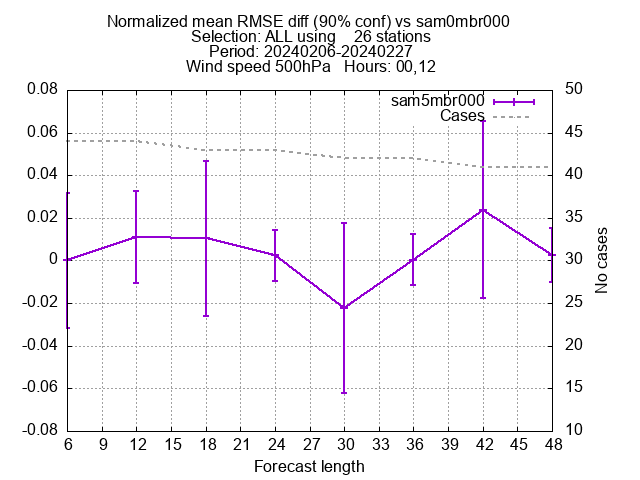 Normalized mean RMSE diff (90% conf) vs sam0mbr000
Selection: ALL using    26 stations
Period: 20240206-20240227
Wind speed 500hPa   Hours: 00,12
sam5mbr000
Cases
0.08
0.06
0.04
0.02
0
-0.02
-0.04
-0.06
-0.08
50
45
40
35
30
25
20
15
10
No cases
6 9 12 15 18 21 24 27 30 33 36 39 42 45 48
Forecast length